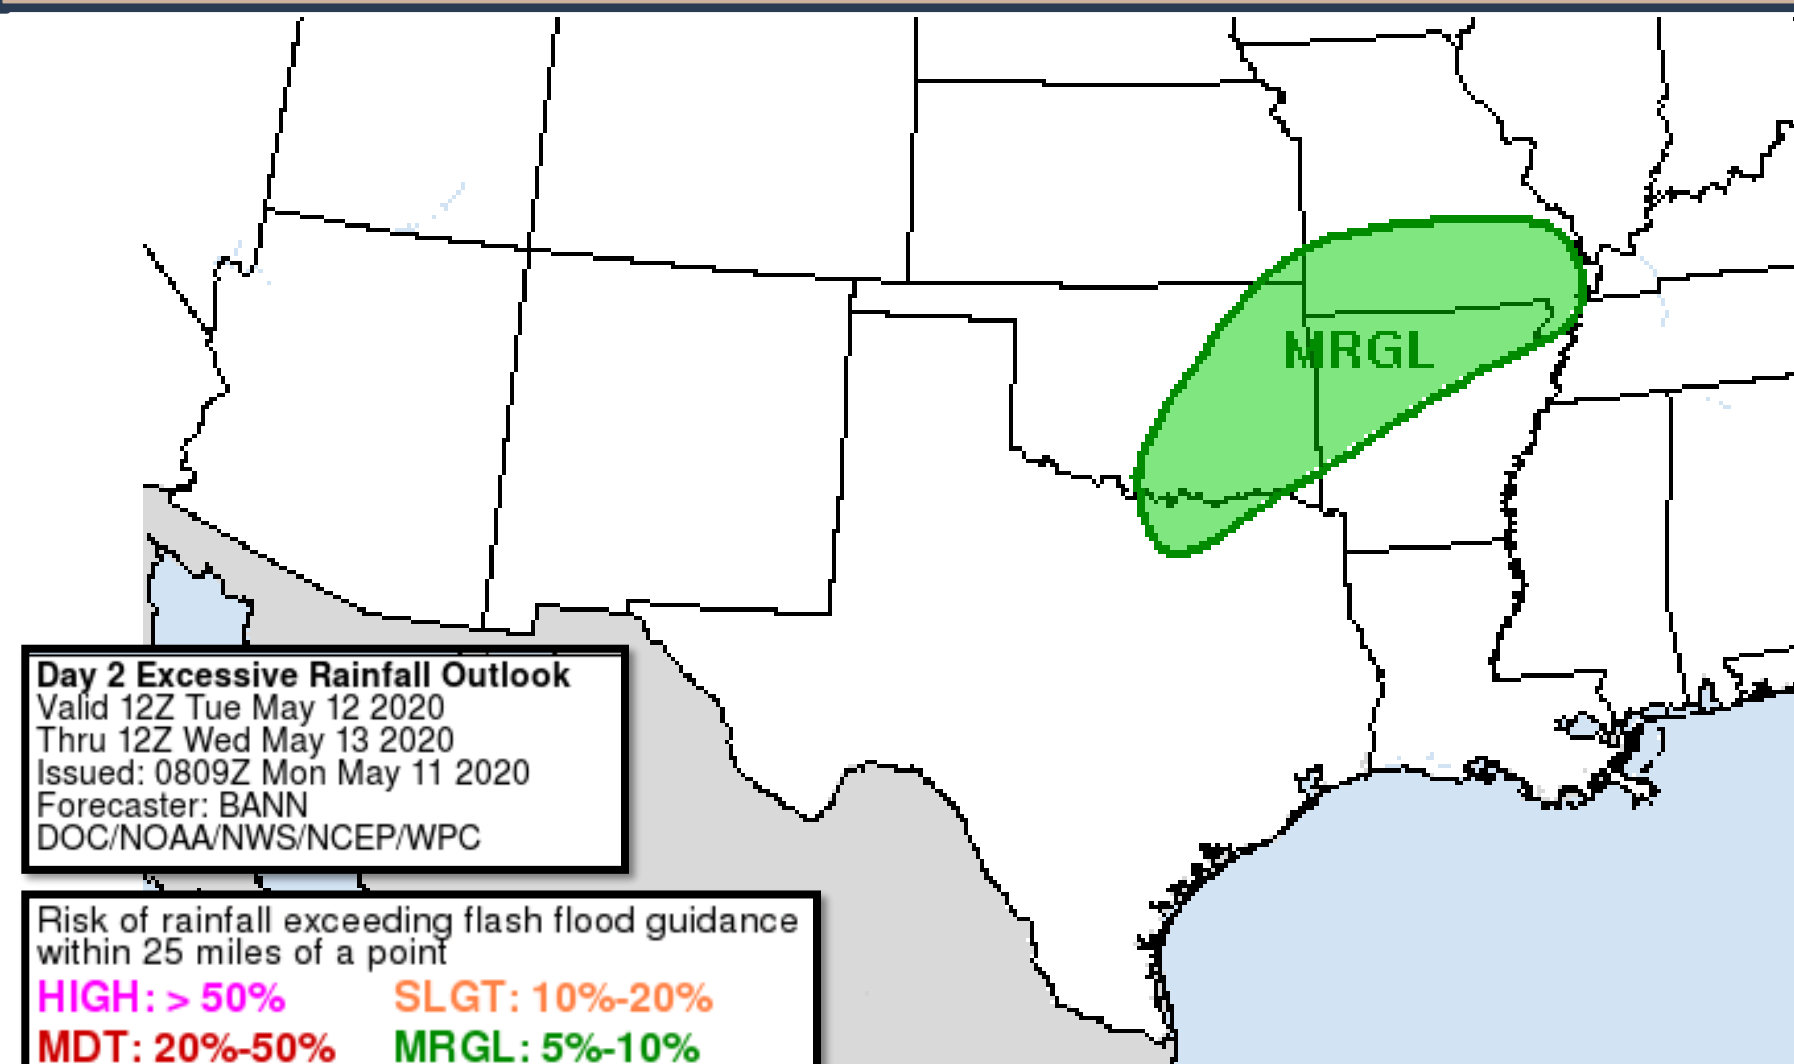 MRGL
Day 2 Excessive Rainfall Outlook
Valid 12Z Tue May 12 2020
Thru 12Z Wed May 13 2020
Issued: 0809Z Mon May 11 2020
Forecaster: BANN
DOC/NOAA/NWS/NCEP/WPC
Risk of rainfall exceeding flash flood guidance
within 25 miles of a point
HIGH: > 50% SLGT: 10%-20%
MDT: 20%-50% MRGL: 5%-10%